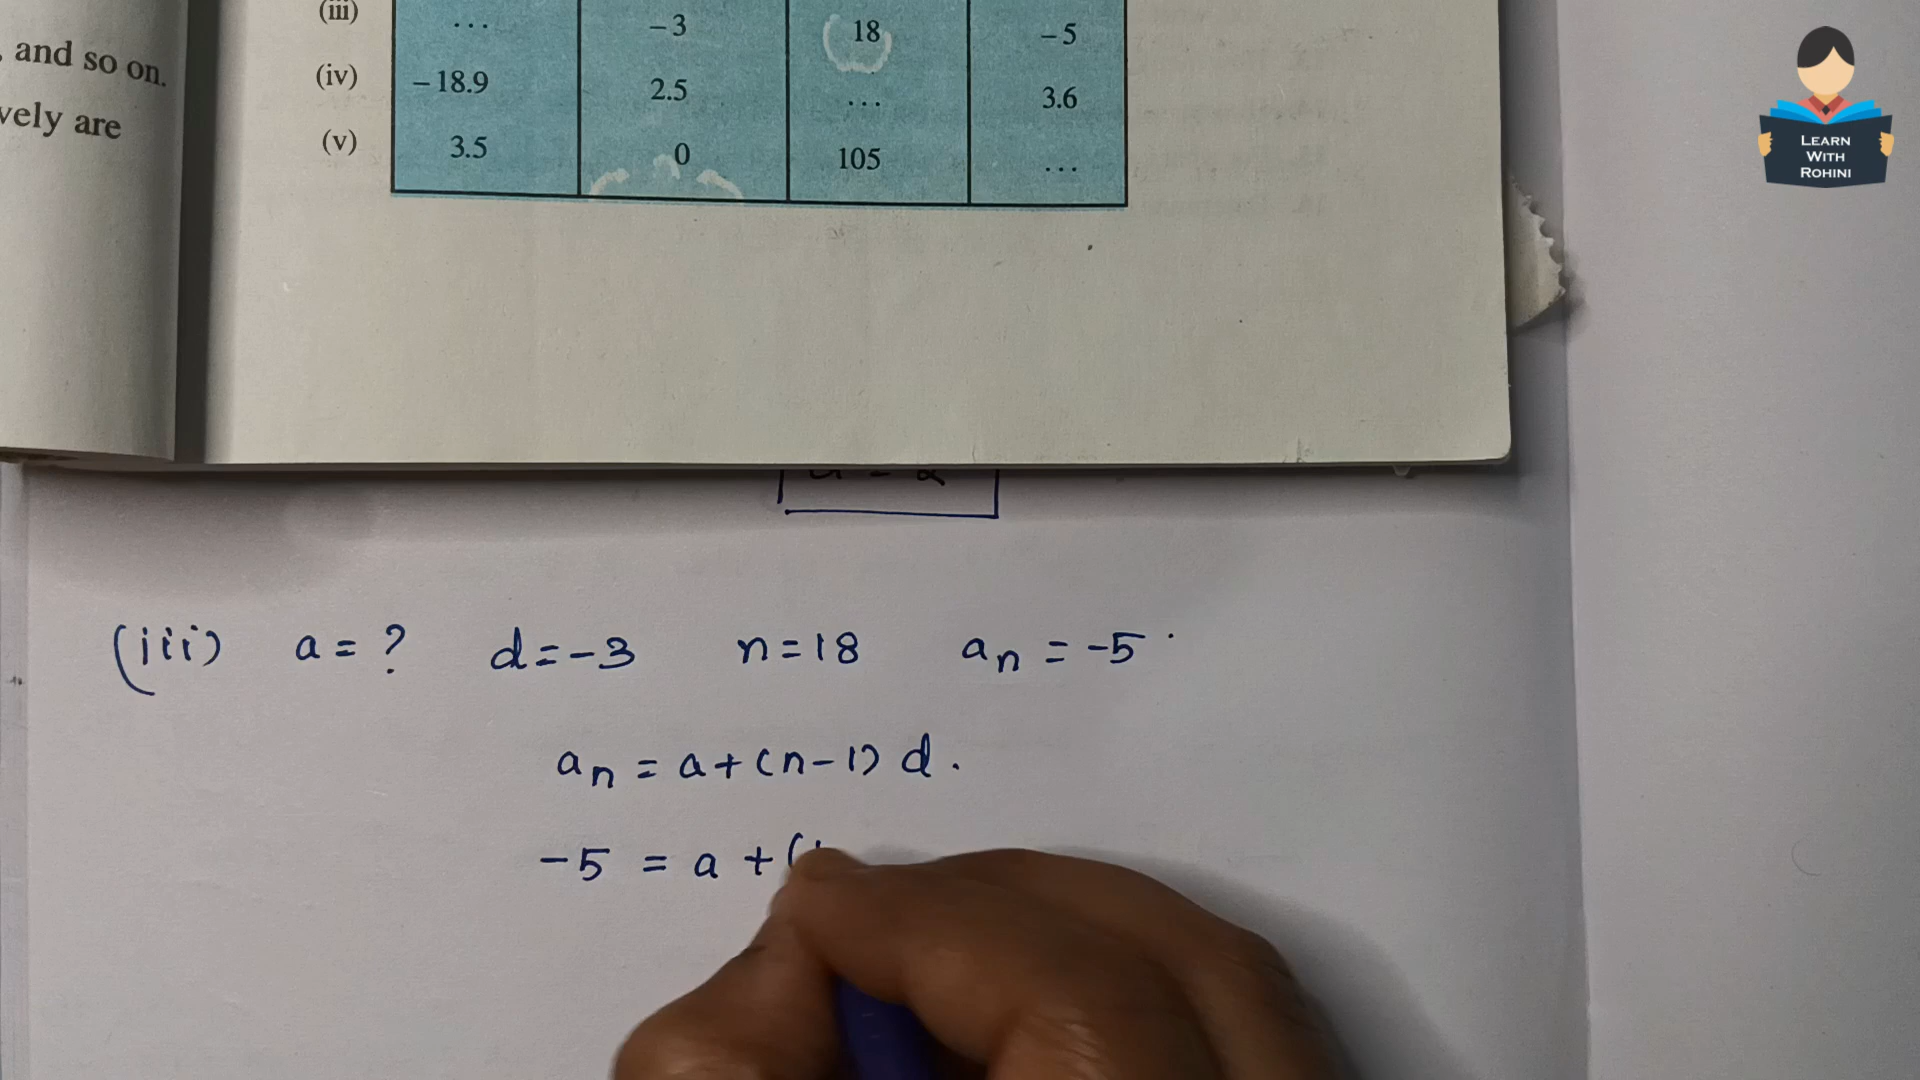 , and so on.
vely are
(iii) ... -3 18 -5
(iv) -18.9 2.5 ... 3.6
(v) 3.5 0 105 ...
(iii) a = ? d = -3 n = 18 an = -5
an = a + (n-1) d.
-5 = a + (
LEARN
WITH
ROHINI